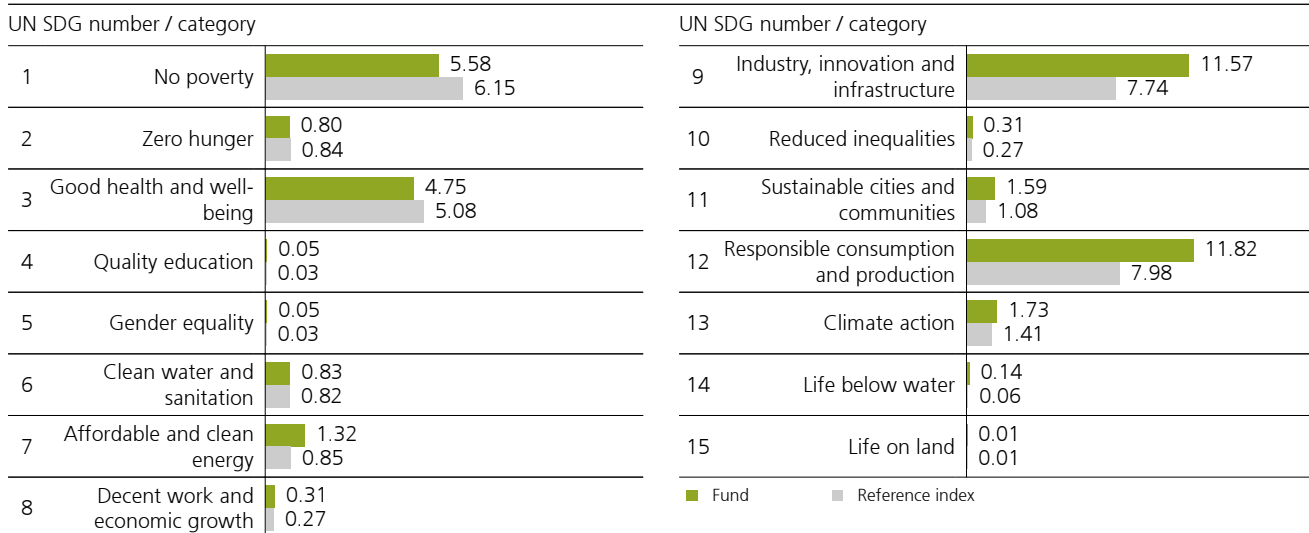 UN SDG number / category
1 No poverty 5.58
6.15
2 Zero hunger 0.80
0.84
3 Good health and well-
being 4.75
5.08
4 Quality education 0.05
0.03
5 Gender equality 0.05
0.03
6 Clean water and
sanitation 0.83
0.82
7 Affordable and clean
energy 1.32
0.85
8 Decent work and
economic growth 0.31
0.27
UN SDG number / category
9 Industry, innovation and
infrastructure 11.57
7.74
10 Reduced inequalities 0.31
0.27
11 Sustainable cities and
communities 1.59
1.08
12 Responsible consumption
and production 11.82
7.98
13 Climate action 1.73
1.41
14 Life below water 0.14
0.06
15 Life on land 0.01
0.01
Fund Reference index